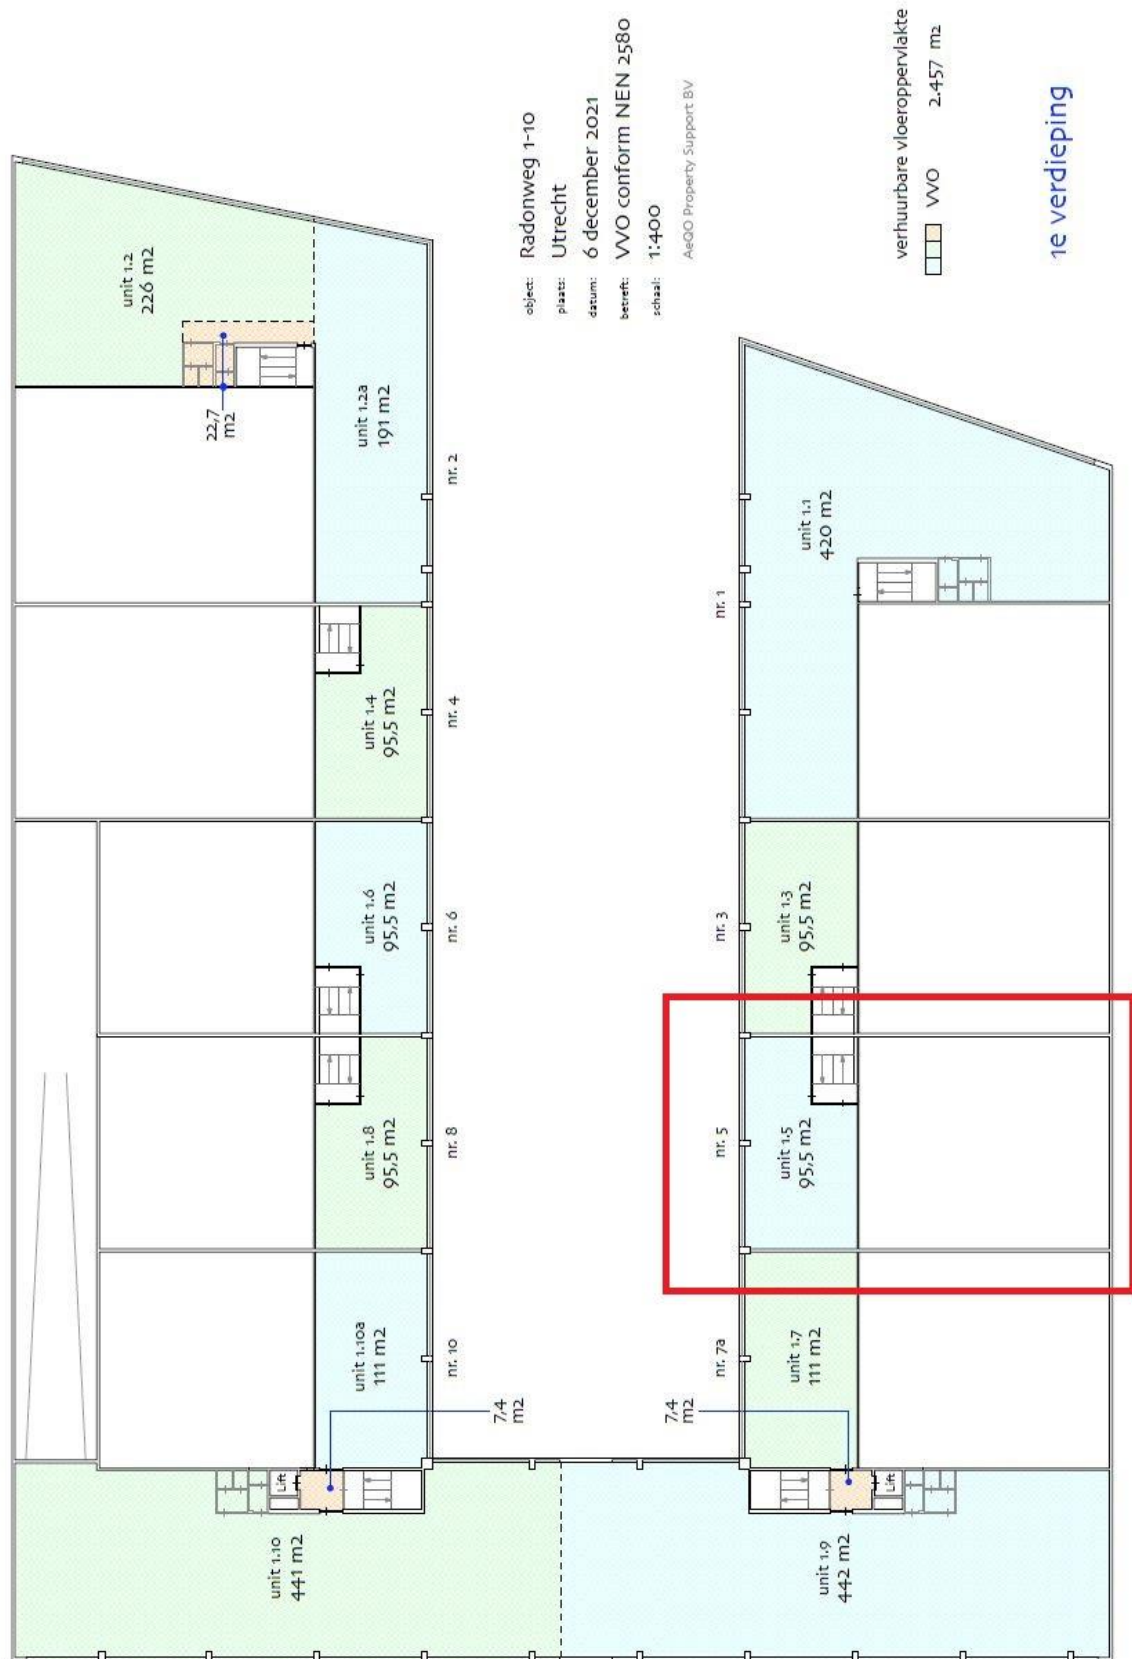 unit 1.2
226 m2
22,7
m2
unit 1.2a
191 m2
nr. 2
unit 1.4
95,5 m2
nr. 4
unit 1.6
95,5 m2
nr. 6
unit 1.8
95,5 m2
nr. 8
unit 1.10a
111 m2
nr. 10
7,4
m2
Lift
unit 1.10
441 m2
object: Radonweg 1-10
plaats: Utrecht
datum: 6 december 2021
betreft: VVO conform NEN 2580
schaal: 1:400
AeQO Property Support BV
nr. 1
unit 1.1
420 m2
nr. 3
unit 1.3
95,5 m2
nr. 5
unit 1.5
95,5 m2
nr. 7a
unit 1.7
111 m2
7,4
m2
Lift
unit 1.9
442 m2
verhuurbare vloeroppervlakte
VVO 2.457 m2
1e verdieping